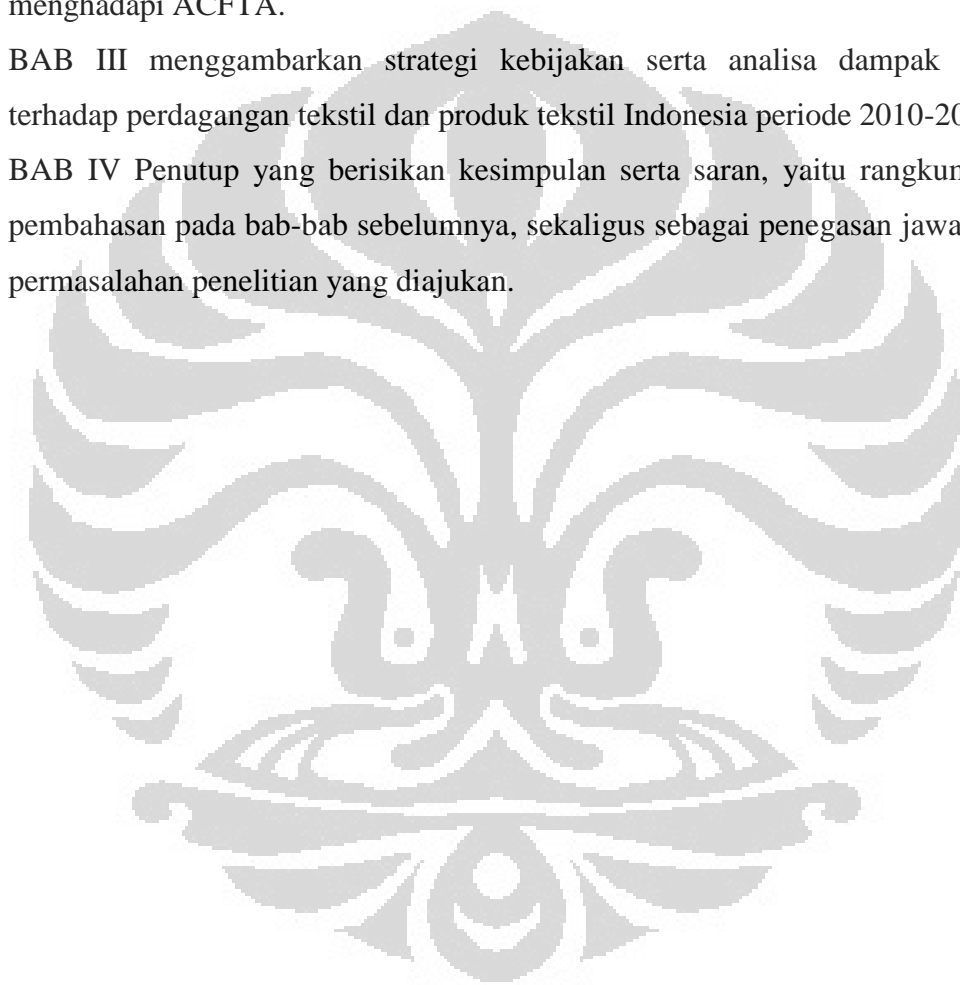 menghadapi ACFTA.
BAB III menggambarkan strategi kebijakan serta analisa dampak
terhadap perdagangan tekstil dan produk tekstil Indonesia periode 2010-20
BAB IV Penutup yang berisikan kesimpulan serta saran, yaitu rangkum
pembahasan pada bab-bab sebelumnya, sekaligus sebagai penegasan jawa
permasalahan penelitian yang diajukan.